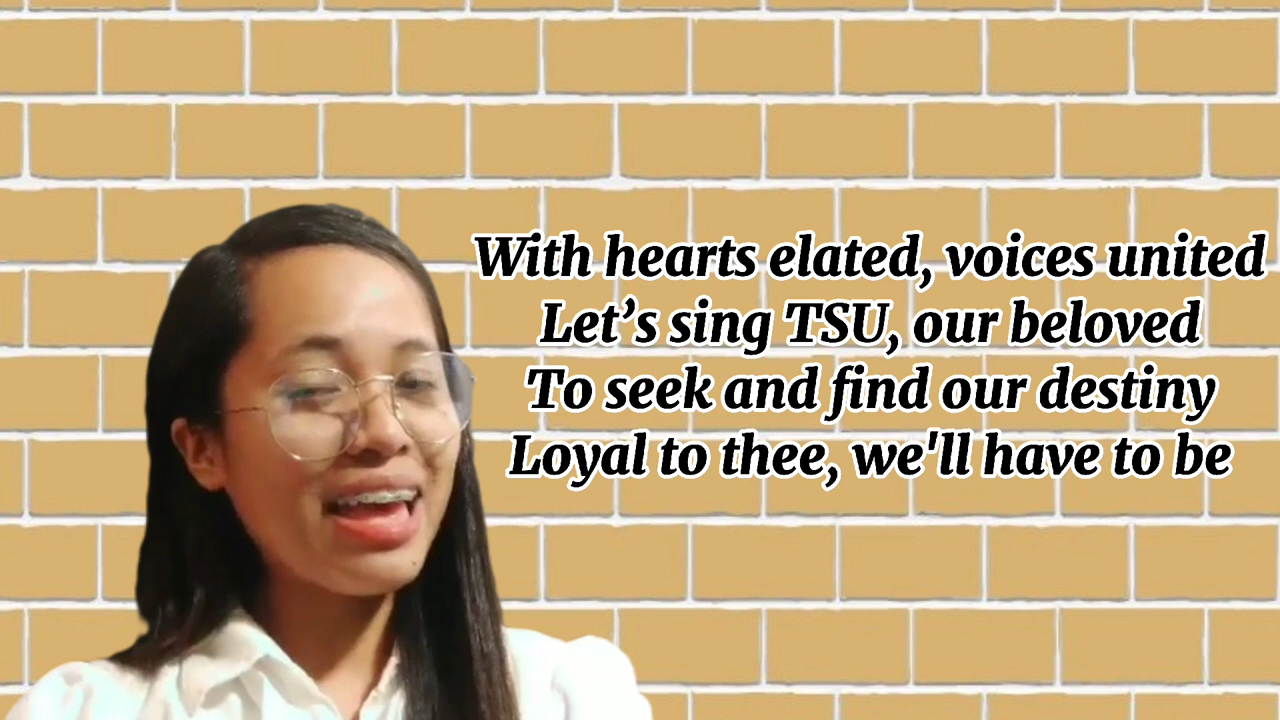 With hearts elated, voices united
Let’s sing TSU, our beloved
To seek and find our destiny
Loyal to thee, we'll have to be